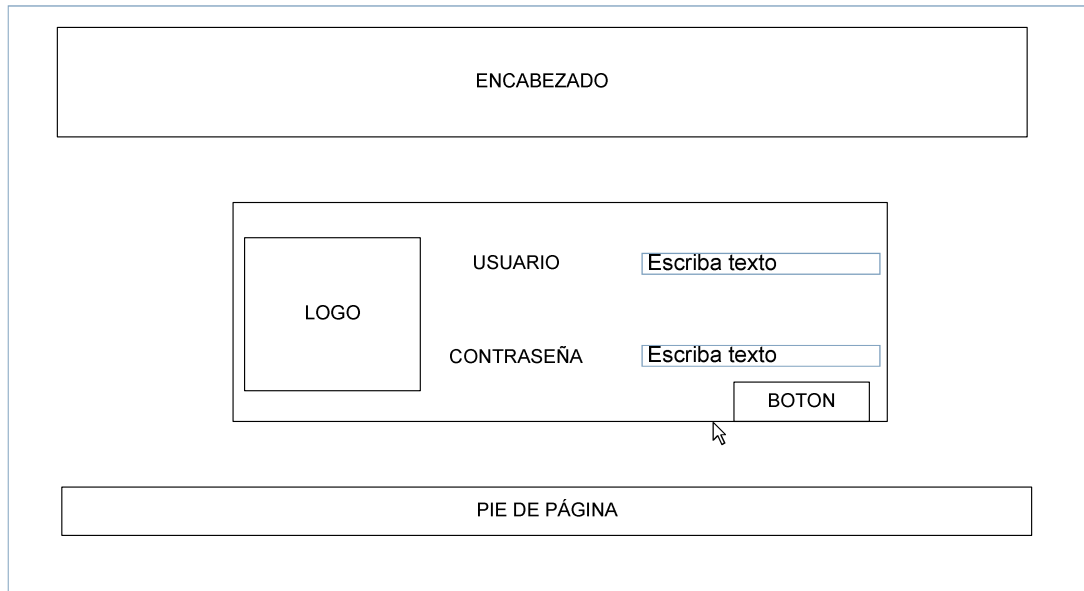 ENCABEZADO
USUARIO
Escriba texto
LOGO
CONTRASEÑA
Escriba texto
BOTON
PIE DE PÁGINA